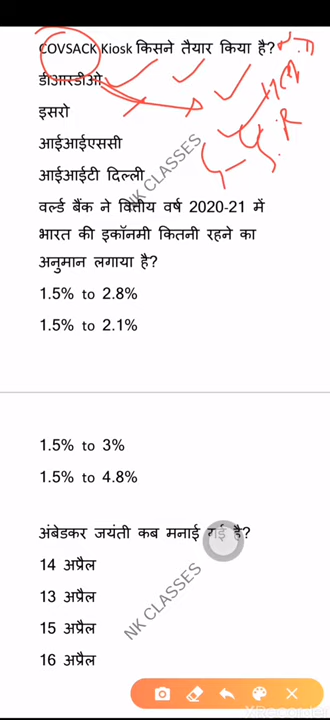 COVSACK Kiosk किसने तैयार किया है?
डीआरडीओ
इसरो
आईआईएससी
आईआईटी दिल्ली
वर्ल्ड बैंक ने वित्तीय वर्ष 2020-21 में
भारत की इकॉनमी कितनी रहने का
अनुमान लगाया है?
1.5% to 2.8%
1.5% to 2.1%
NK CLASSES
1.5% to 3%
1.5% to 4.8%
अंबेडकर जयंती कब मनाई गई है?
14 अप्रैल
13 अप्रैल
15 अप्रैल
16 अप्रैल
NK CLASSES